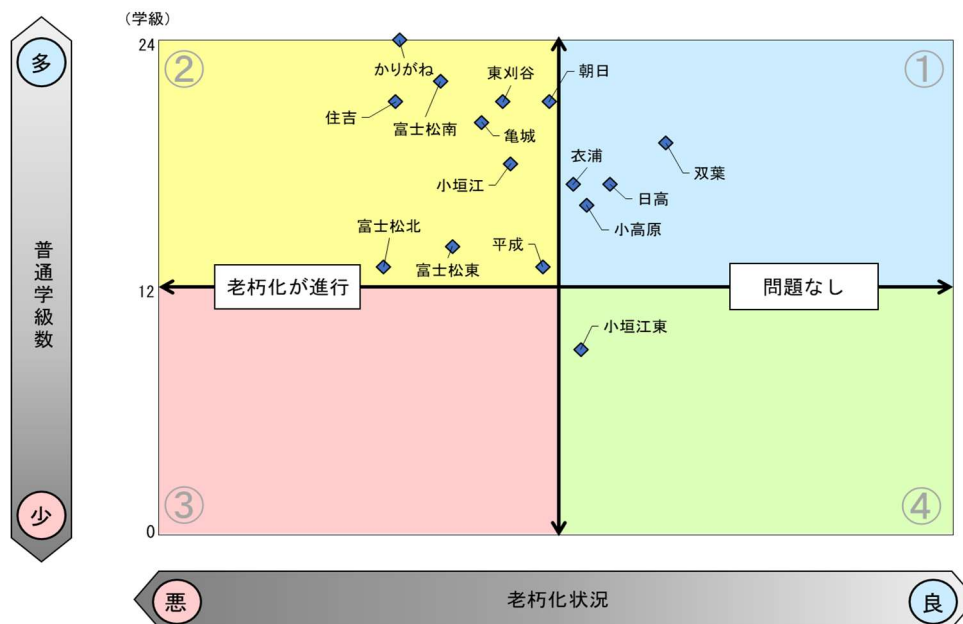 (学級)
24
多
②
①
かりがね
東刈谷
朝日
住吉
富士松南
亀城
衣浦
双葉
小垣江
日高
小高原
富士松北
平成
富士松東
普通学級数
老朽化が進行
問題なし
12
小垣江東
少
③
④
0
悪
老朽化状況
良